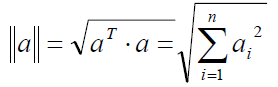 ‖a‖ = √(a^T · a) = √(∑_{i=1}^{n} a_i^2)